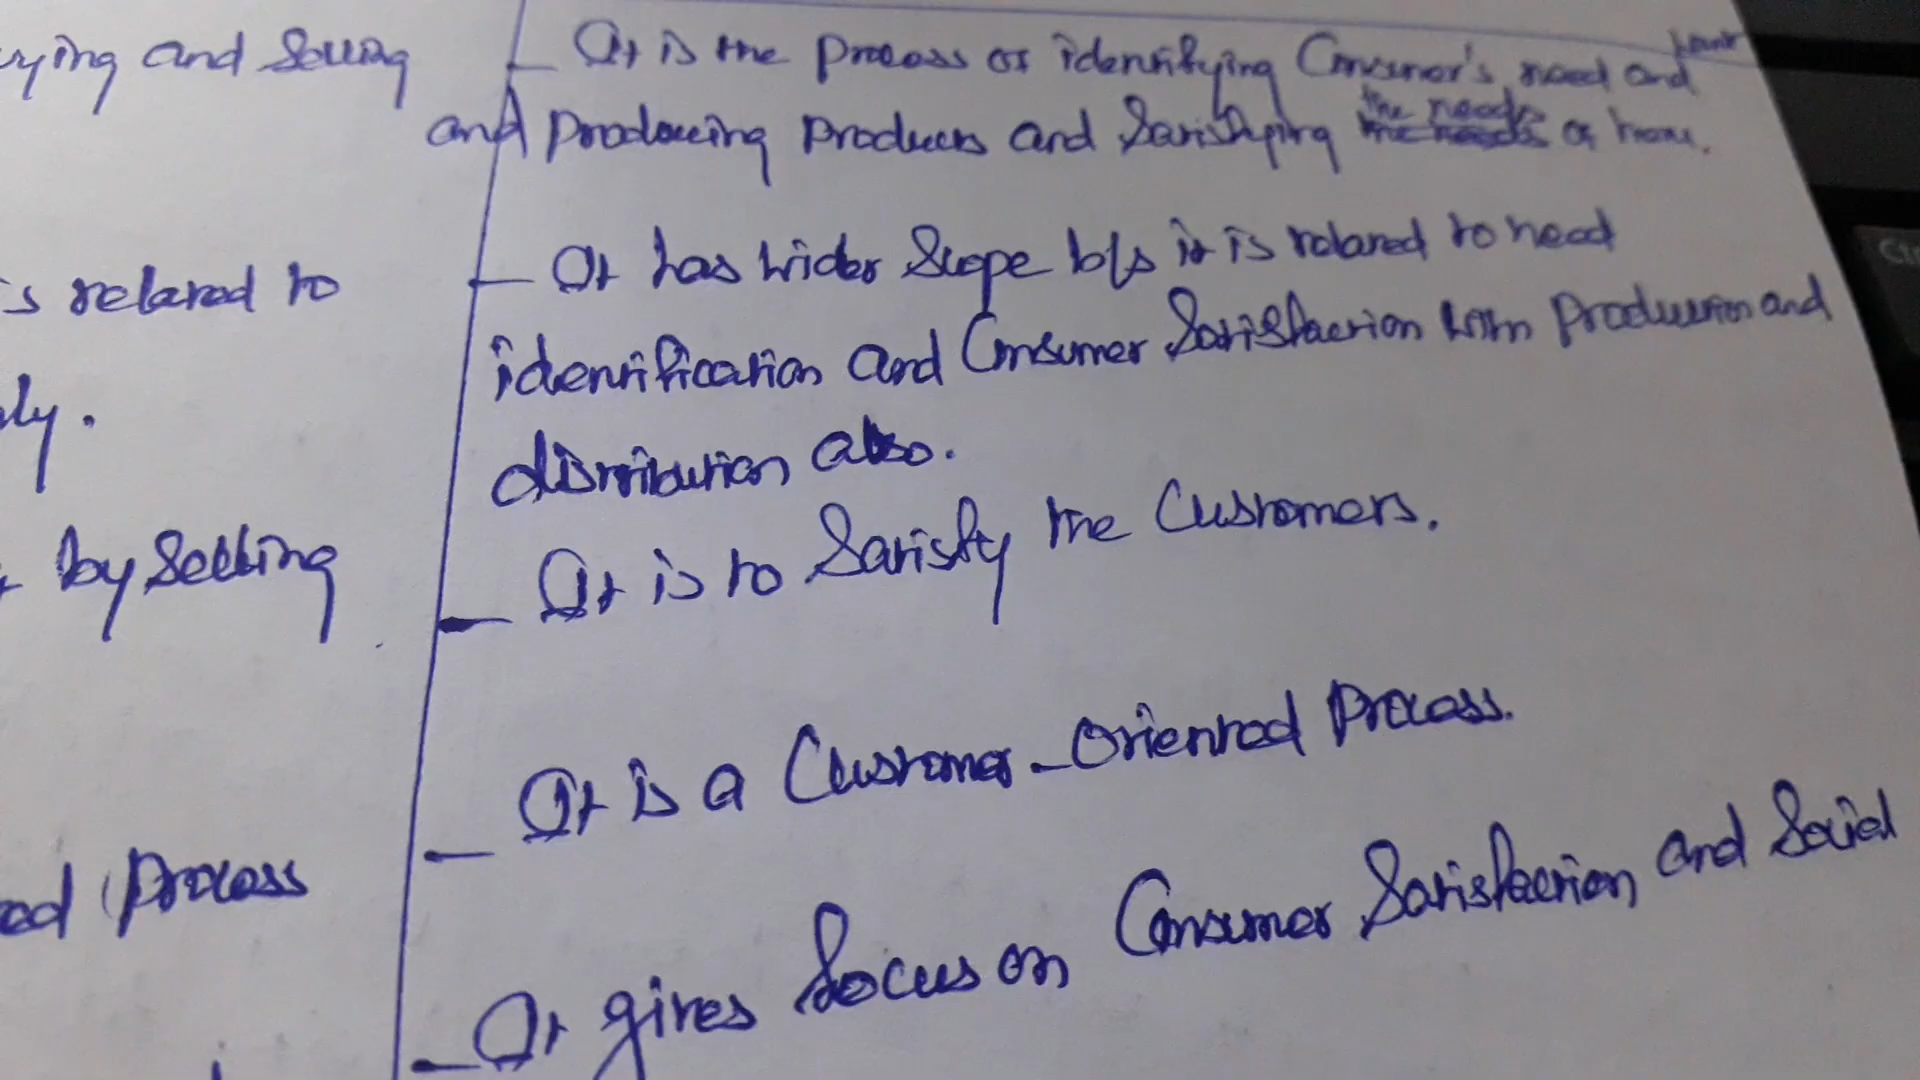 ying and Selling
s related to
ly.
by Selling
ed Process
- It is the process of identifying Consumer's need and want
and producing products and Satisfying the needs of
- It has wider Scope b/s it is related to need
identification and Consumer Satisfaction with production and
distribution also.
- It is to Satisfy the Customers.
- It is a Customer-Oriented Process.
- It gives focus on Consumer Satisfaction and Social